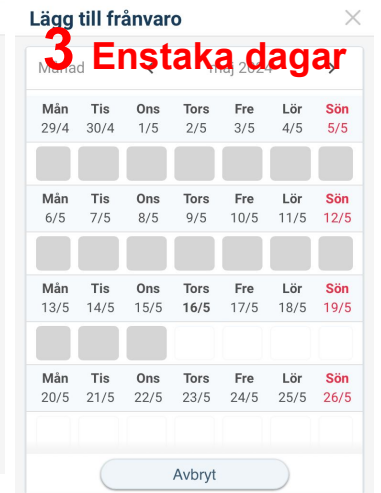 Lägg till frånvaro
3 Enstaka dagar
Månad maj 2024
Mån Tis Ons Tors Fre Lör Sön
29/4 30/4 1/5 2/5 3/5 4/5 5/5
Mån Tis Ons Tors Fre Lör Sön
6/5 7/5 8/5 9/5 10/5 11/5 12/5
Mån Tis Ons Tors Fre Lör Sön
13/5 14/5 15/5 16/5 17/5 18/5 19/5
Mån Tis Ons Tors Fre Lör Sön
20/5 21/5 22/5 23/5 24/5 25/5 26/5
Avbryt